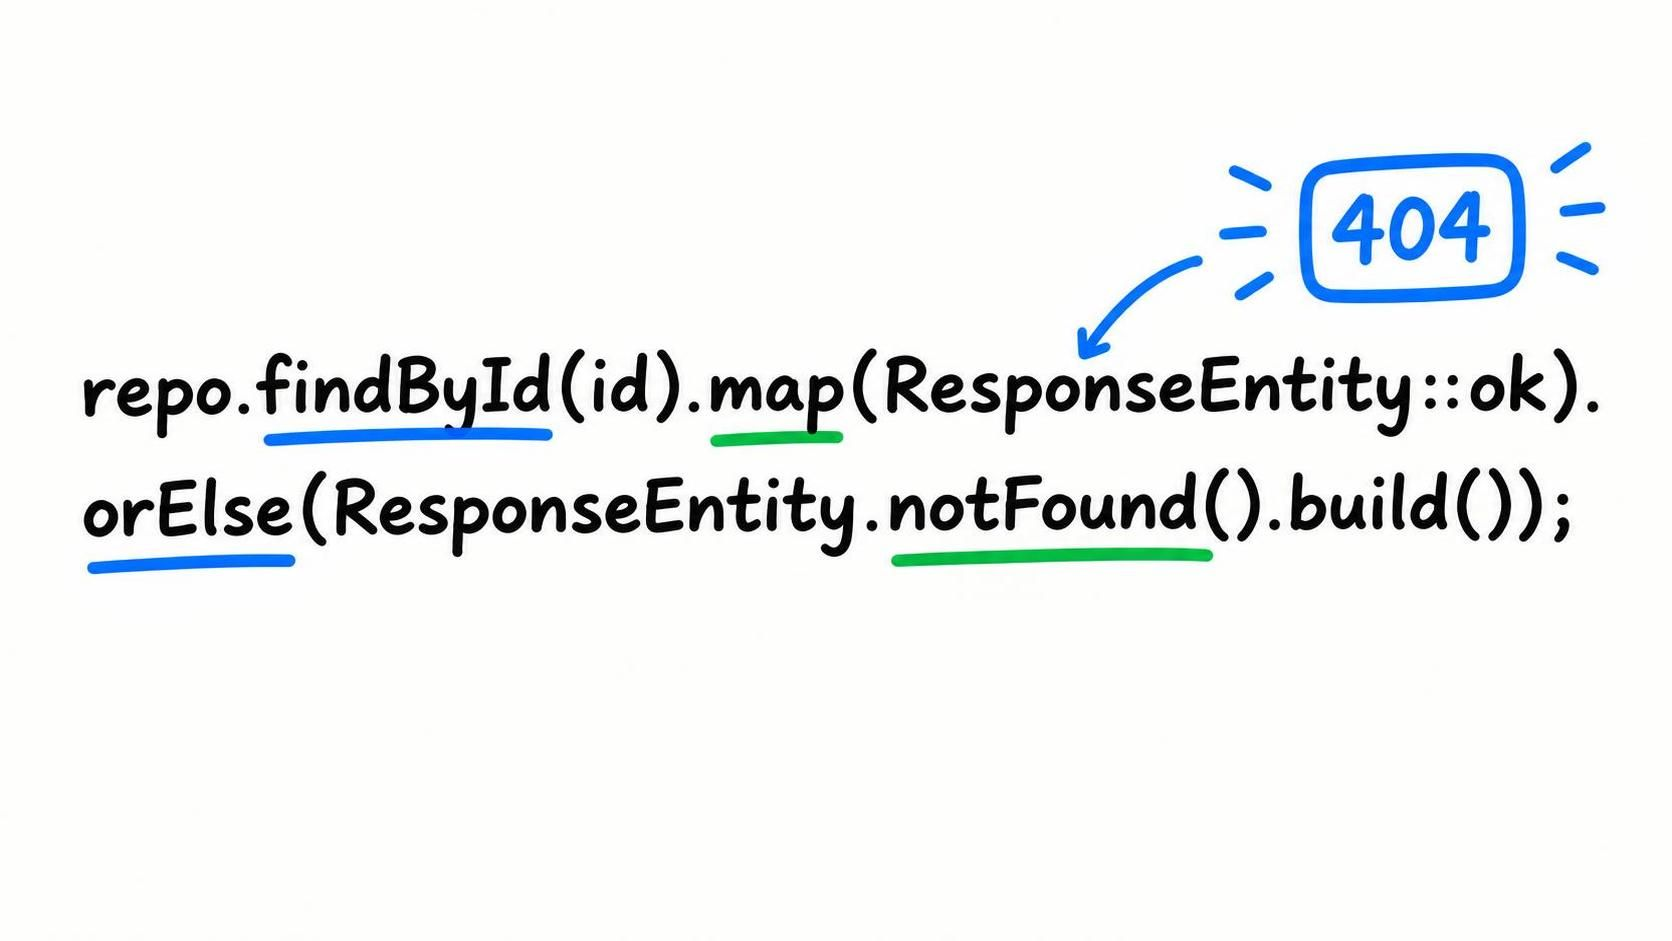 404
repo.findById(id).map(ResponseEntity::ok).
orElse(ResponseEntity.notFound().build());